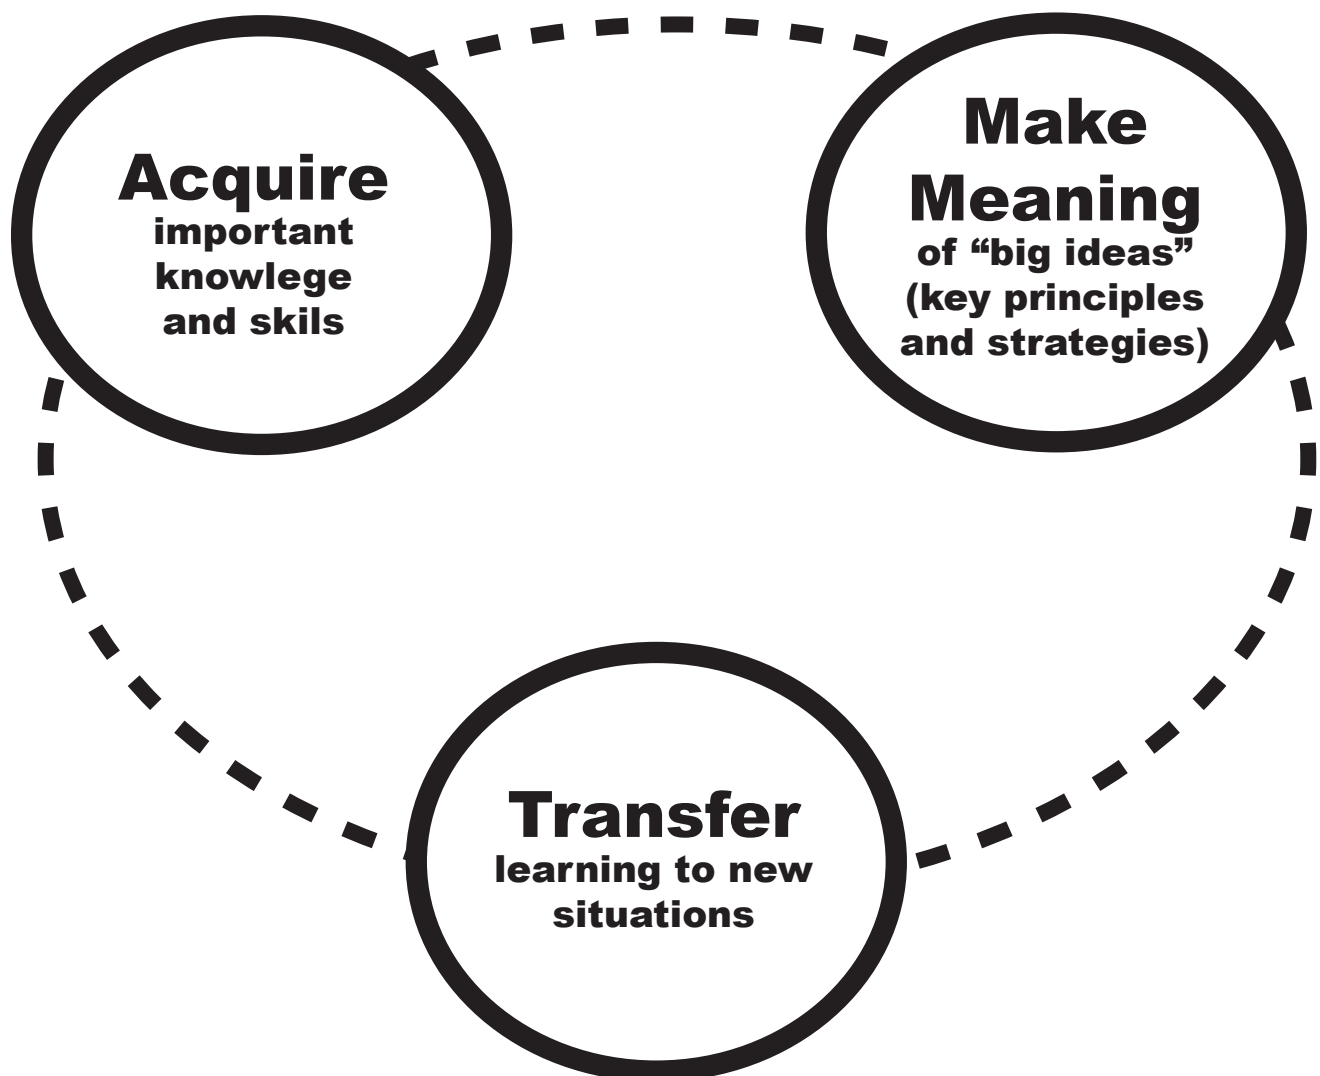 Acquire
important
knowlege
and skils
Make
Meaning
of “big ideas”
(key principles
and strategies)
Transfer
learning to new
situations